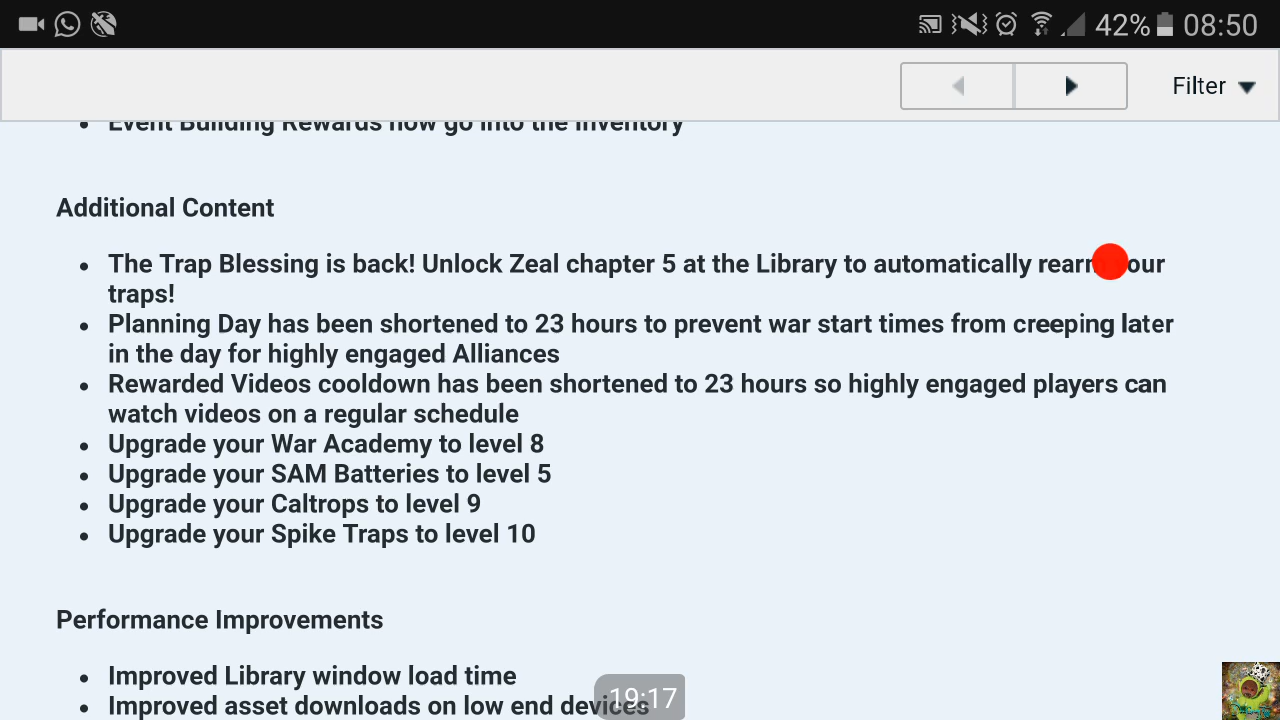 42% 08:50
Filter
Event Building Rewards now go into the Inventory
Additional Content
The Trap Blessing is back! Unlock Zeal chapter 5 at the Library to automatically
traps!
Planning Day has been shortened to 23 hours to prevent war start times from creeping later
in the day for highly engaged Alliances
Rewarded Videos cooldown has been shortened to 23 hours so highly engaged players can
watch videos on a regular schedule
Upgrade your War Academy to level 8
Upgrade your SAM Batteries to level 5
Upgrade your Caltrops to level 9
Upgrade your Spike Traps to level 10
Performance Improvements
Improved Library window load time
Improved asset downloads on low end devices
19:17